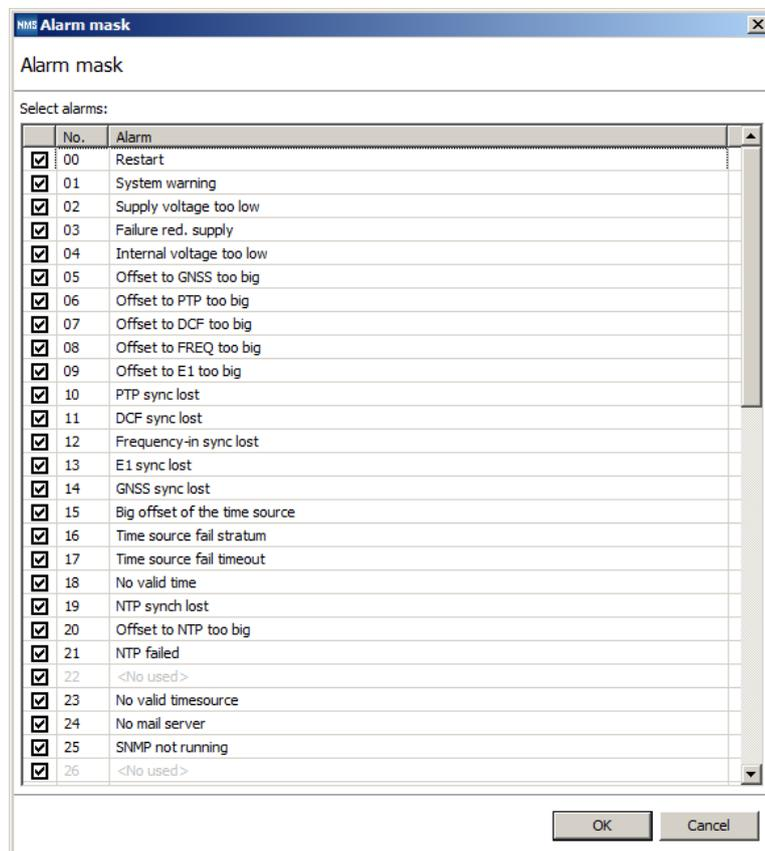 NMS Alarm mask
Alarm mask
Select alarms:
No. Alarm
00 Restart
01 System warning
02 Supply voltage too low
03 Failure red. supply
04 Internal voltage too low
05 Offset to GNSS too big
06 Offset to PTP too big
07 Offset to DCF too big
08 Offset to FREQ too big
09 Offset to E1 too big
10 PTP sync lost
11 DCF sync lost
12 Frequency-in sync lost
13 E1 sync lost
14 GNSS sync lost
15 Big offset of the time source
16 Time source fail stratum
17 Time source fail timeout
18 No valid time
19 NTP synch lost
20 Offset to NTP too big
21 NTP failed
22 <No used>
23 No valid timesource
24 No mail server
25 SNMP not running
26 <No used>
OK Cancel